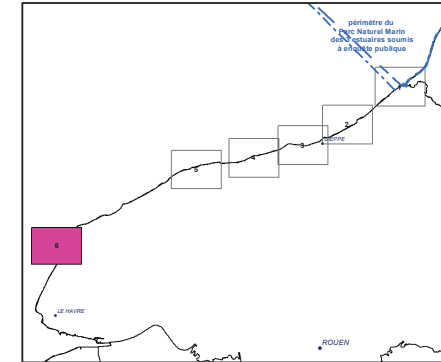 périmètre du
Parc Naturel Marin
des 3 estuaires soumis
à enquête publique
2
DIEPPE
3
4
5
6
LE HAVRE
ROUEN